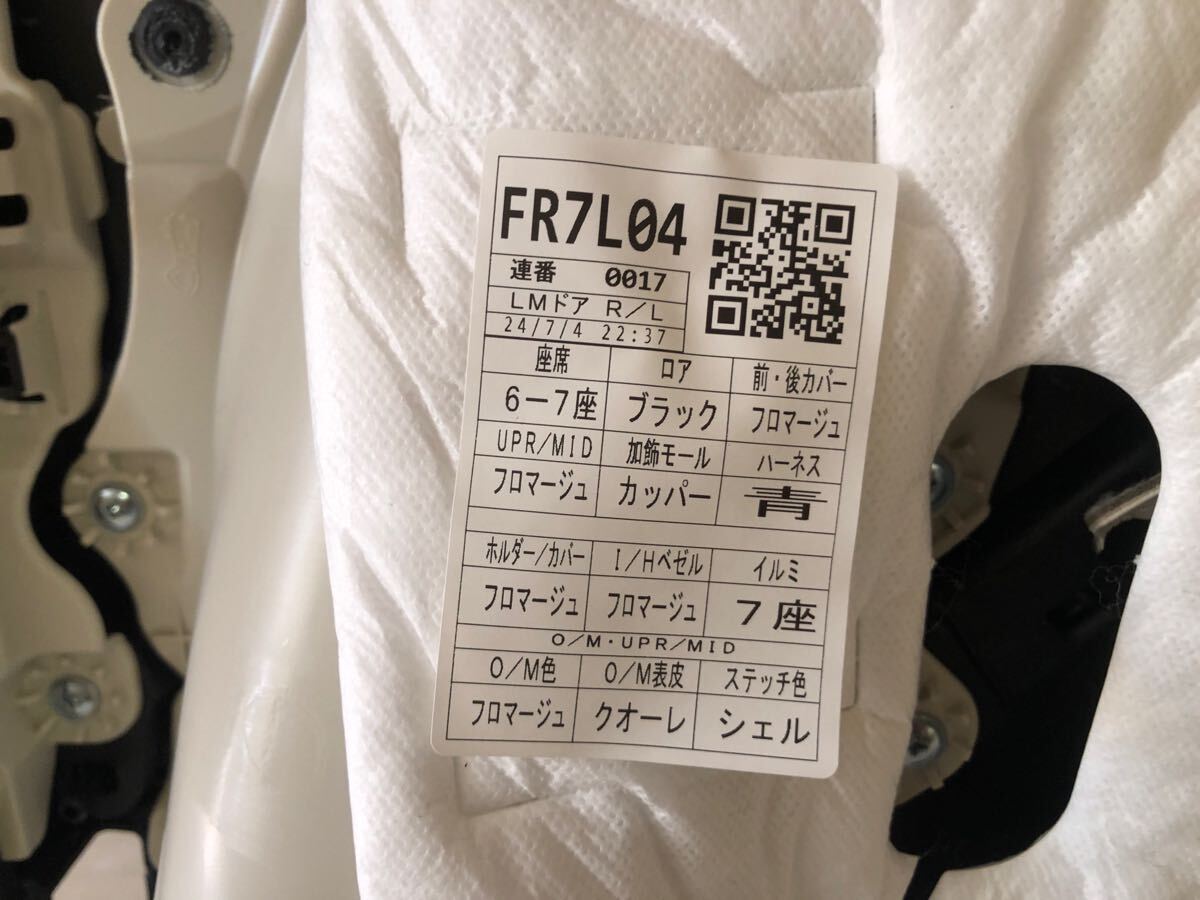 FR7L04
連番 0017
LMドア R/L
24/7/4 22:37
座席 ロア 前・後カバー
6ー7座 ブラック フロマージュ
UPR/MID 加飾モール ハーネス
フロマージュ カッパー 青
ホルダー/カバー I/Hベゼル イルミ
フロマージュ フロマージュ 7座
O/M・UPR/MID
O/M色 O/M表皮 ステッチ色
フロマージュ クオーレ シェル